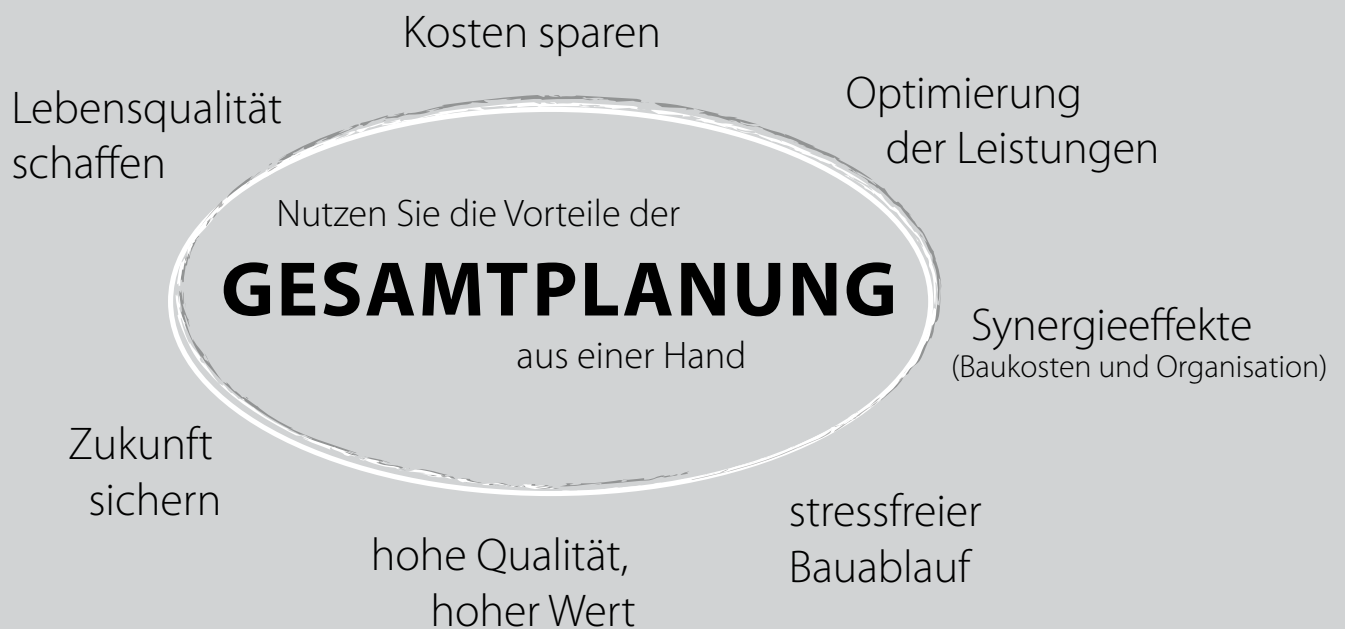 Kosten sparen
Lebensqualität
schaffen
Optimierung
der Leistungen
Nutzen Sie die Vorteile der
GESAMTPLANUNG
aus einer Hand
Synergieeffekte
(Baukosten und Organisation)
Zukunft
sichern
stressfreier
Bauablauf
hohe Qualität,
hoher Wert